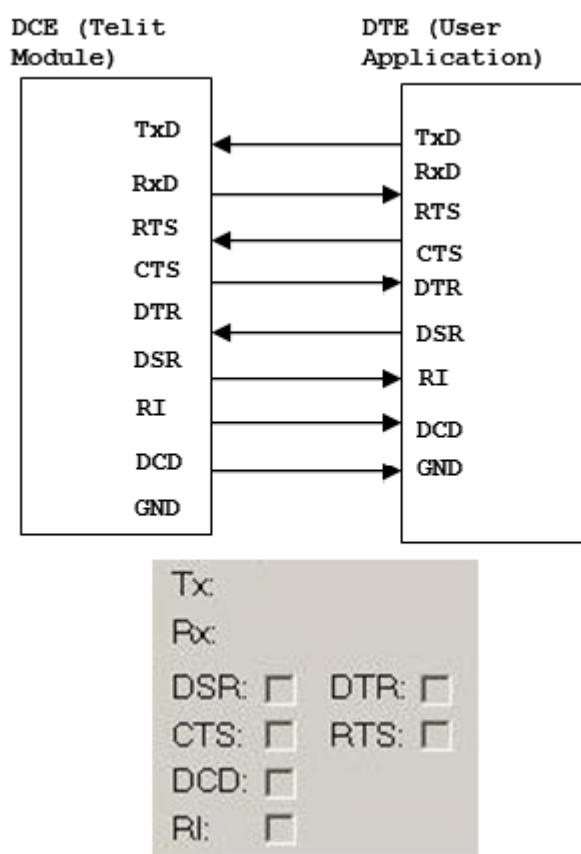 DCE (Telit
Module)
DTE (User
Application)
TxD
RxD
RTS
CTS
DTR
DSR
RI
DCD
GND
TxD
RxD
RTS
CTS
DTR
DSR
RI
DCD
GND
Tx:
Rx:
DSR: DTR:
CTS: RTS:
DCD:
RI: